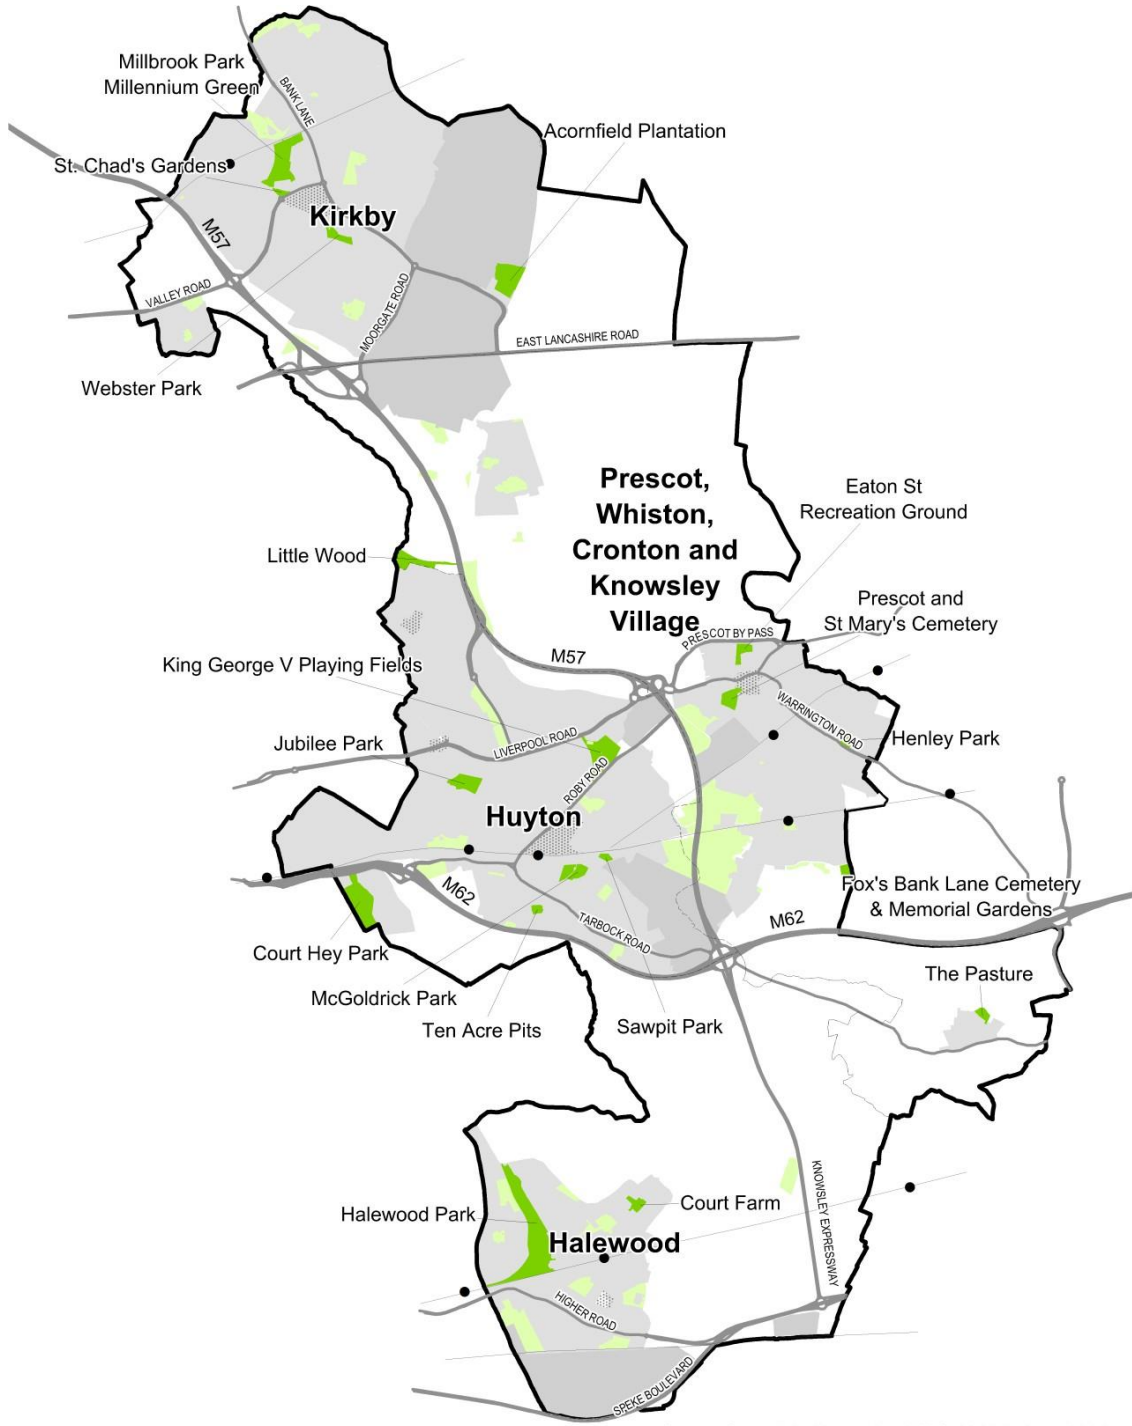 Millbrook Park
Millennium Green
BANK LANE
Acornfield Plantation
St. Chad's Gardens
Kirkby
M57
VALLEY ROAD
MOORGATE ROAD
EAST LANCASHIRE ROAD
Webster Park
Prescot,
Whiston,
Cronton and
Knowsley
Village
Eaton St
Recreation Ground
Little Wood
Prescot and
St Mary's Cemetery
PRESCOT BY PASS
M57
King George V Playing Fields
WARRINGTON ROAD
LIVERPOOL ROAD
Henley Park
Jubilee Park
ROBY ROAD
Huyton
Fox's Bank Lane Cemetery
& Memorial Gardens
M62
M62
TARBOCK ROAD
Court Hey Park
The Pasture
McGoldrick Park
Ten Acre Pits
Sawpit Park
KNOWSLEY EXPRESSWAY
Halewood Park
Court Farm
Halewood
HIGHER ROAD
SPEKE BOULEVARD